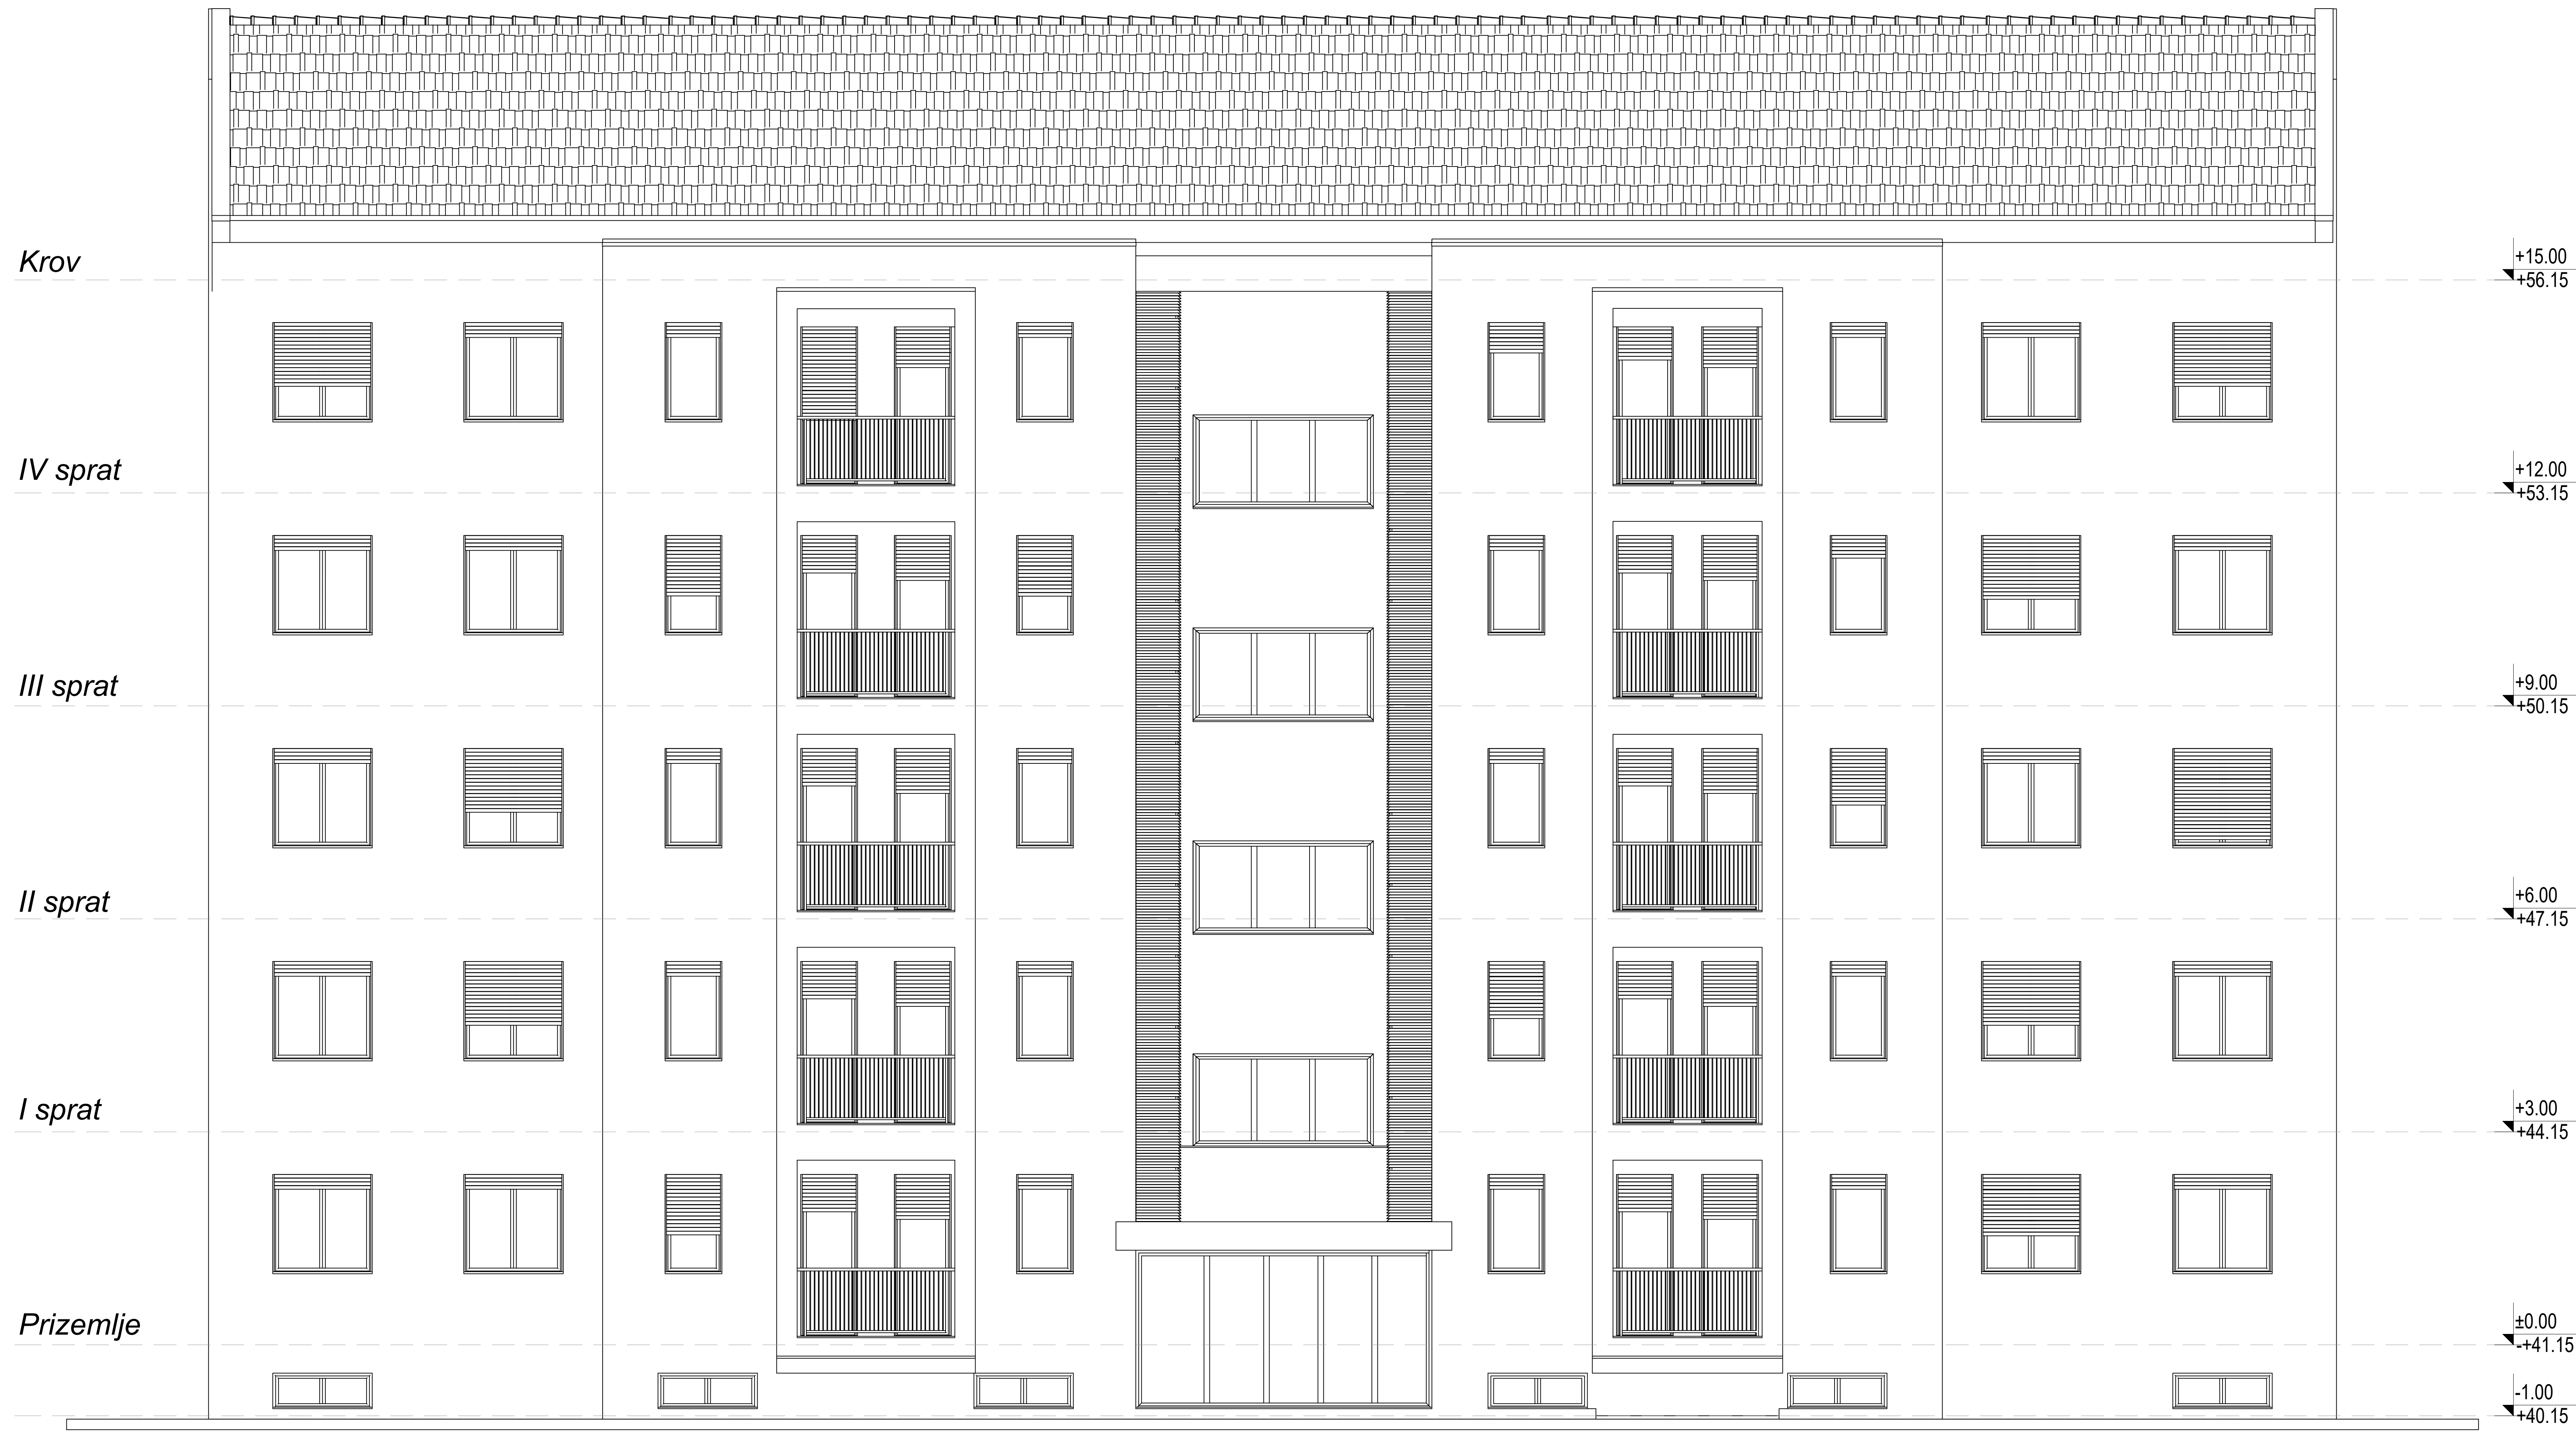 Krov
+15.00
+56.15
IV sprat
+12.00
+53.15
III sprat
+9.00
+50.15
II sprat
+6.00
+47.15
I sprat
+3.00
+44.15
Prizemlje
±0.00
-+41.15
-1.00
+40.15